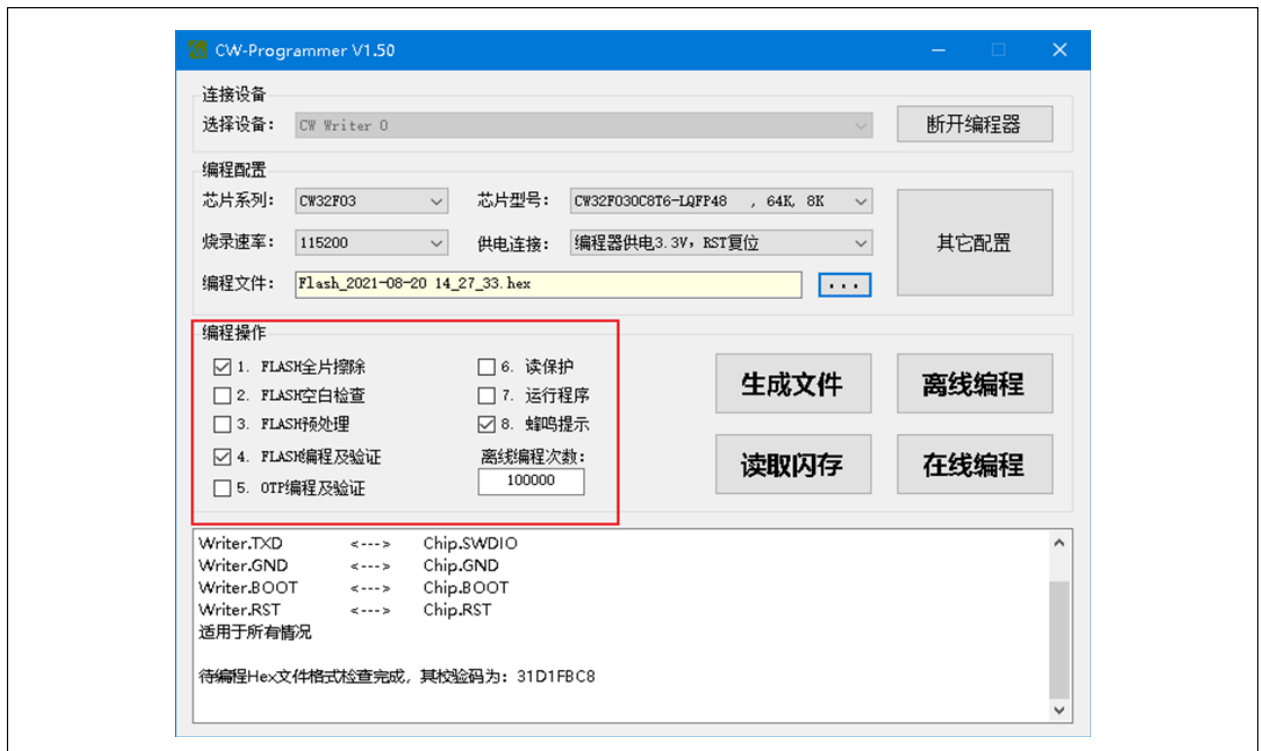 CW-Programmer V1.50
连接设备
选择设备： CW Writer 0 断开编程器
编程配置
芯片系列： CW32F03 芯片型号： CW32F030C8T6-LQFP48 , 64K, 8K
烧录速率： 115200 供电连接： 编程器供电3.3V，RST复位 其它配置
编程文件： Flash_2021-08-20 14_27_33.hex ...
编程操作
1. FLASH全片擦除 6. 读保护
2. FLASH空白检查 7. 运行程序 生成文件 离线编程
3. FLASH预处理 8. 蜂鸣提示
4. FLASH编程及验证 离线编程次数： 读取闪存 在线编程
5. OTP编程及验证 100000
Writer.TXD <---> Chip.SWDIO
Writer.GND <---> Chip.GND
Writer.BOOT <---> Chip.BOOT
Writer.RST <---> Chip.RST
适用于所有情况
待编程Hex文件格式检查完成，其校验码为：31D1FBC8